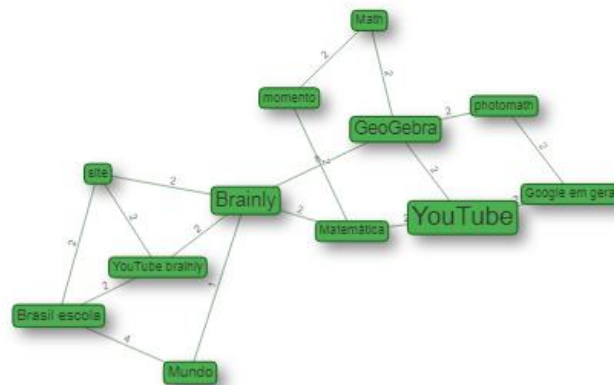 Math
2
2
momento
photomath
2
GeoGebra
2
2
2
site
2
Brainly
Google em geral
2
2
YouTube
Matemática
2
2
YouTube brainly
2
2
Brasil escola
4
Mundo